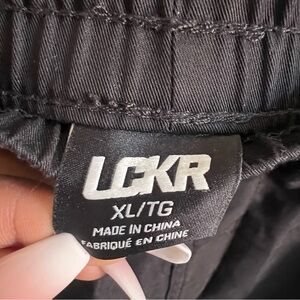 LCKR
XL/TG
MADE IN CHINA
FABRIQUÉ EN CHINE